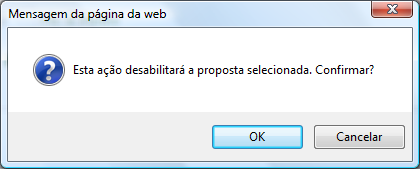 Mensagem da página da web
Esta ação desabilitará a proposta selecionada. Confirmar?
OK
Cancelar